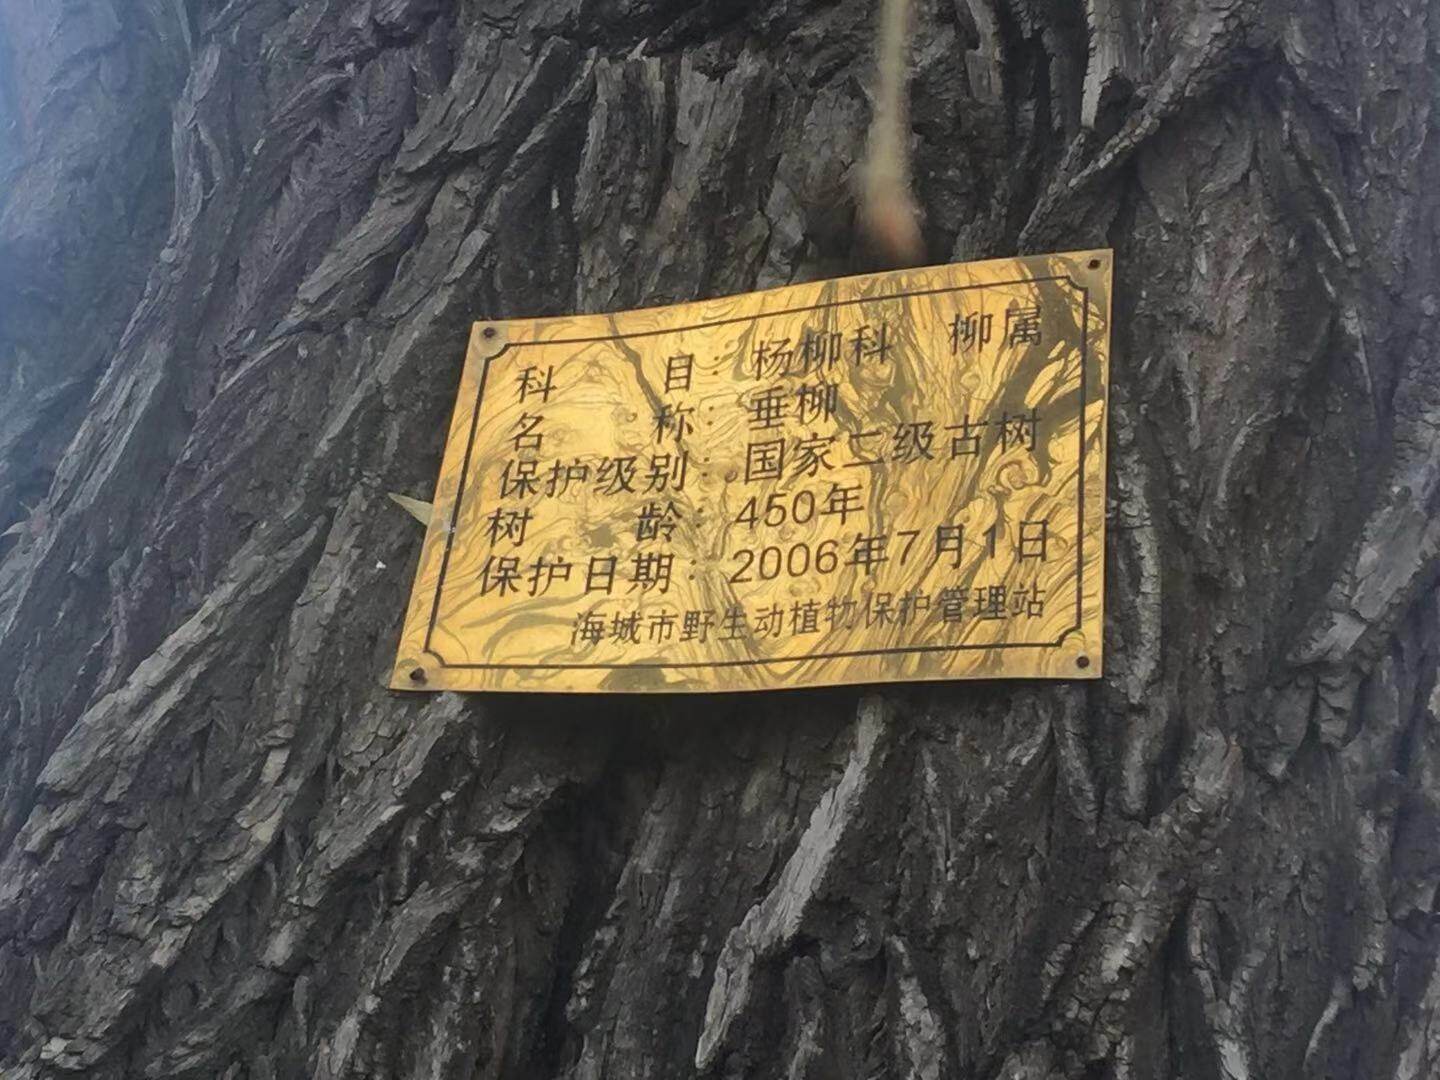 科 目：杨柳科 柳属
名 称：垂柳
保护级别：国家二级古树
树 龄：450年
保护日期：2006年7月1日
海城市野生动植物保护管理站